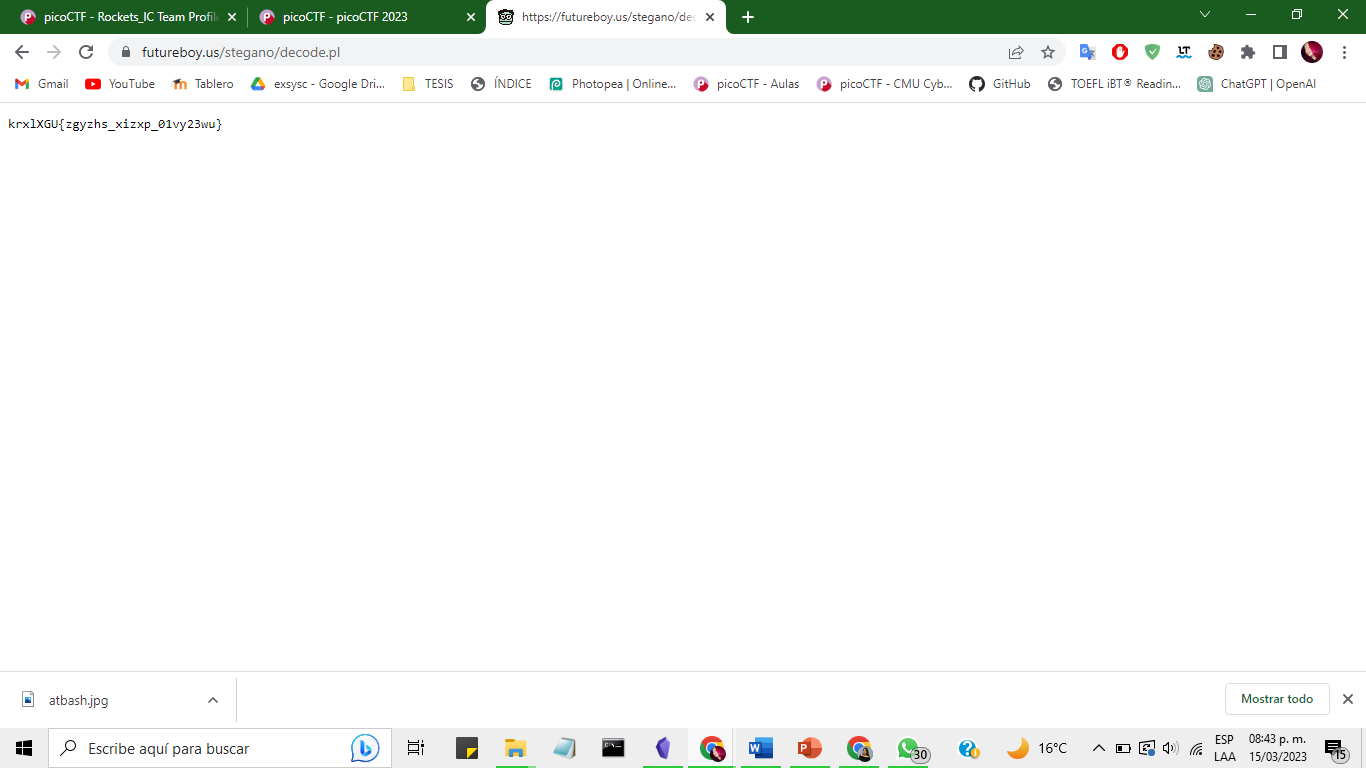 picoCTF - Rockets_IC Team Profile
picoCTF - picoCTF 2023
https://futureboy.us/stegano/dec
futureboy.us/stegano/decode.pl
Gmail
YouTube
Tablero
exsysc - Google Dri...
TESIS
ÍNDICE
Photopea | Online...
picoCTF - Aulas
picoCTF - CMU Cyb...
GitHub
TOEFL iBT® Readin...
ChatGPT | OpenAI
krxlXGU{zgyzhs_xizxp_01vy23wu}
atbash.jpg
Mostrar todo
Escribe aquí para buscar
30
16°C
ESP
LAA
08:43 p. m.
15/03/2023
15